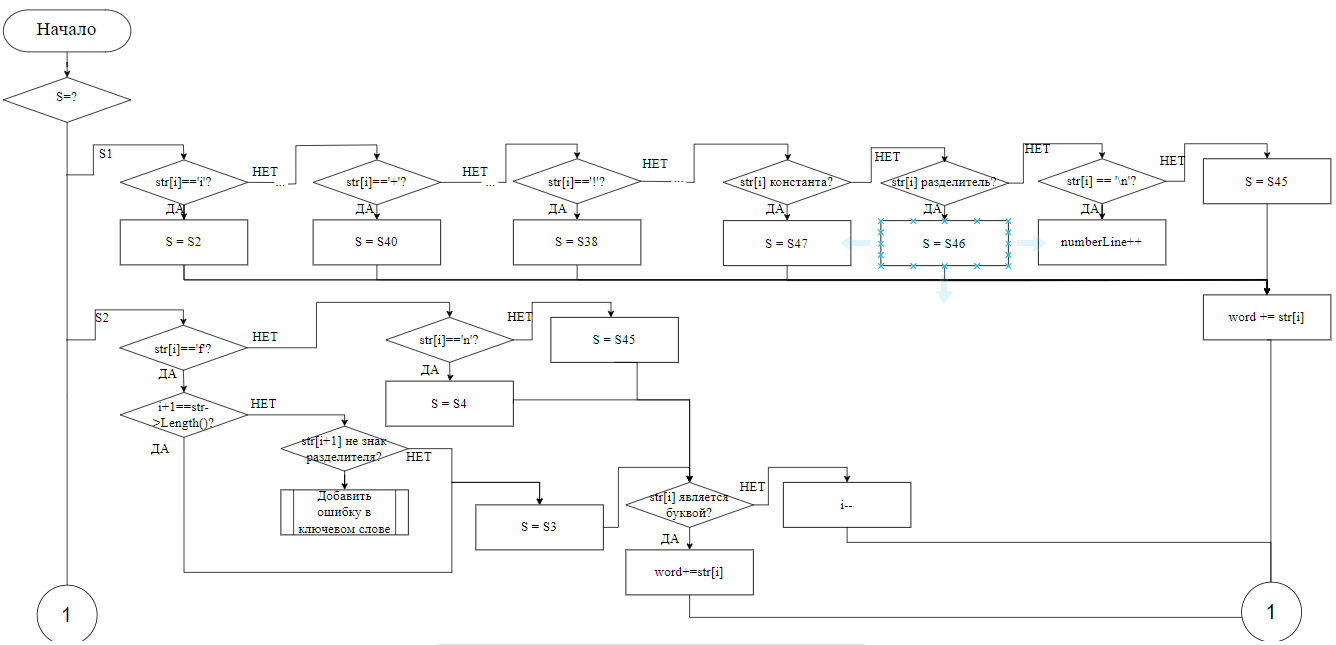 Начало
S=?
S1
str[i]=='i'?
НЕТ
...
str[i]=='+'?
НЕТ
...
str[i]=='!'?
НЕТ
...
str[i] константа?
НЕТ
str[i] разделитель?
НЕТ
str[i] == '\n'?
НЕТ
S = S45
ДА
ДА
ДА
ДА
ДА
ДА
S = S2
S = S40
S = S38
S = S47
S = S46
numberLine++
word += str[i]
S2
str[i]=='f'?
НЕТ
str[i]=='n'?
НЕТ
S = S45
ДА
ДА
S = S4
i+1==str-
>Length()?
НЕТ
ДА
str[i+1] не знак
разделителя?
НЕТ
Добавить
ошибку в
ключевом слове
S = S3
str[i] является
буквой?
НЕТ
i--
ДА
word+=str[i]
1
1